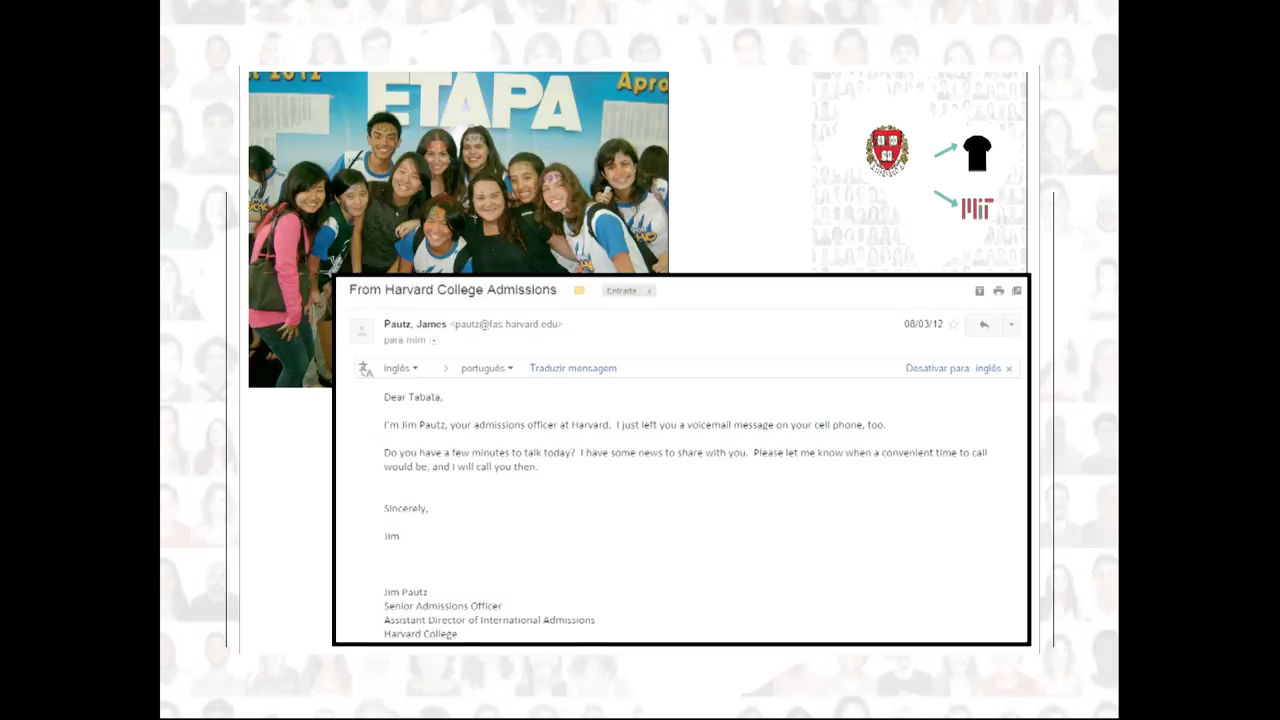 2012
ETAPA
Apro
MIT
From Harvard College Admissions
Entrada x
Pautz, James <pautz@fas.harvard.edu>
08/03/12
para mim
inglês
português
Traduzir mensagem
Desativar para: inglês x
Dear Tabata,
I'm Jim Pautz, your admissions officer at Harvard. I just left you a voicemail message on your cell phone, too.
Do you have a few minutes to talk today? I have some news to share with you. Please let me know when a convenient time to call
would be, and I will call you then.
Sincerely,
Jim
Jim Pautz
Senior Admissions Officer
Assistant Director of International Admissions
Harvard College